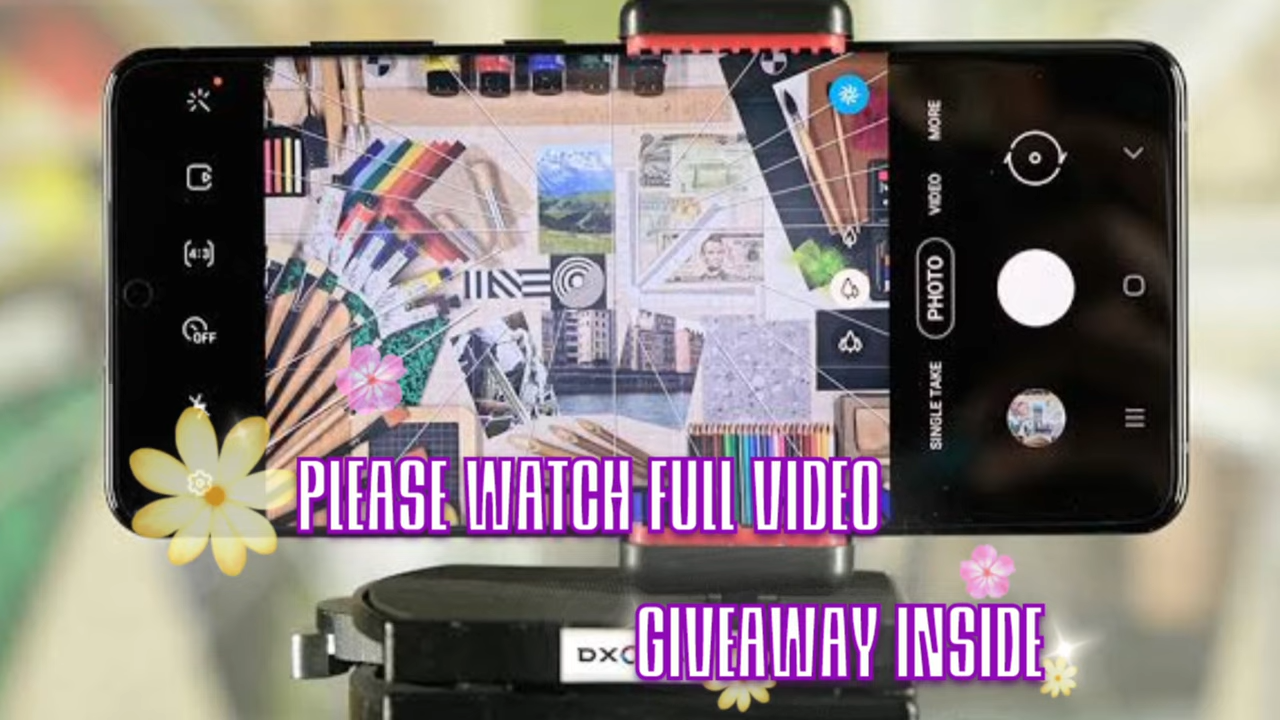 MORE
VIDEO
PHOTO
SINGLE TAKE
4:3
OFF
PLEASE WATCH FULL VIDEO
GIVEAWAY INSIDE
DXO